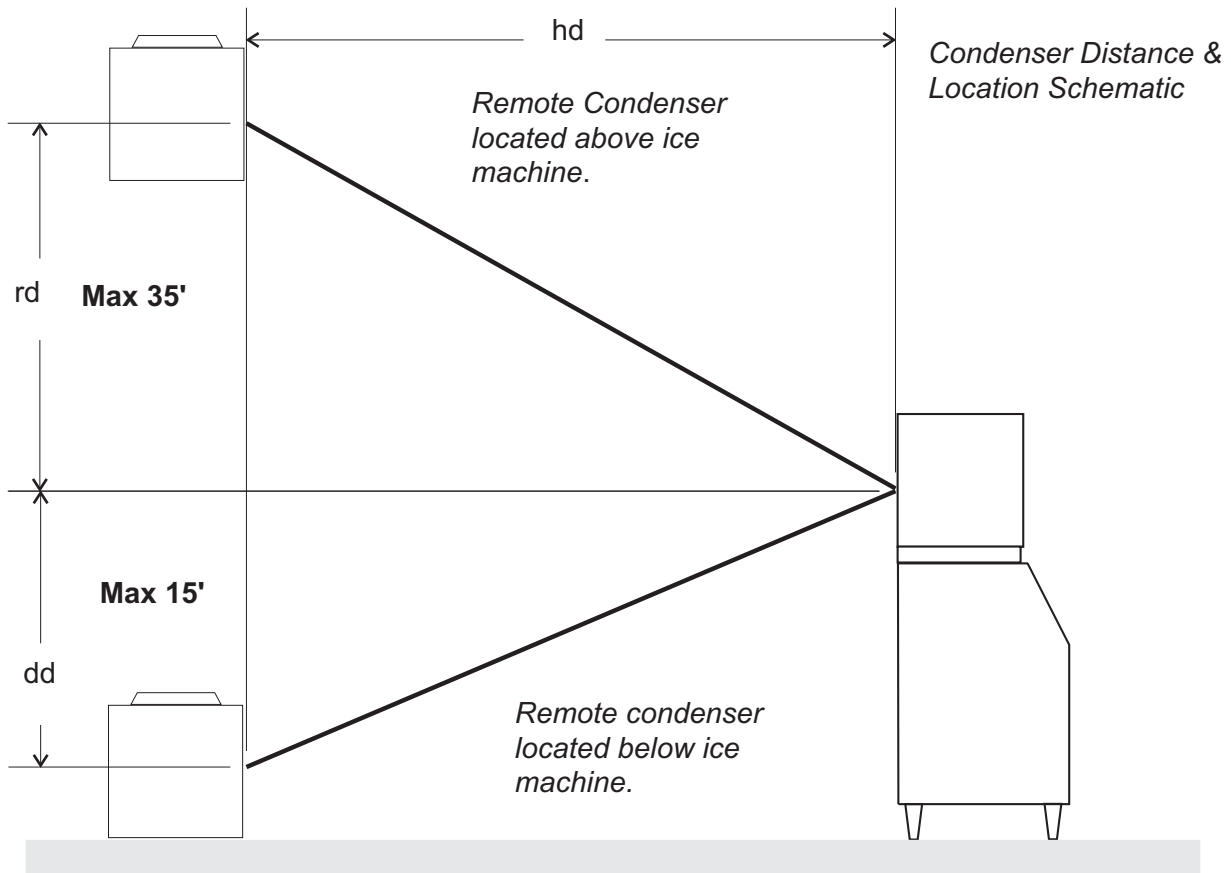 hd
Condenser Distance &
Location Schematic
Remote Condenser
located above ice
machine.
rd
Max 35'
Max 15'
dd
Remote condenser
located below ice
machine.